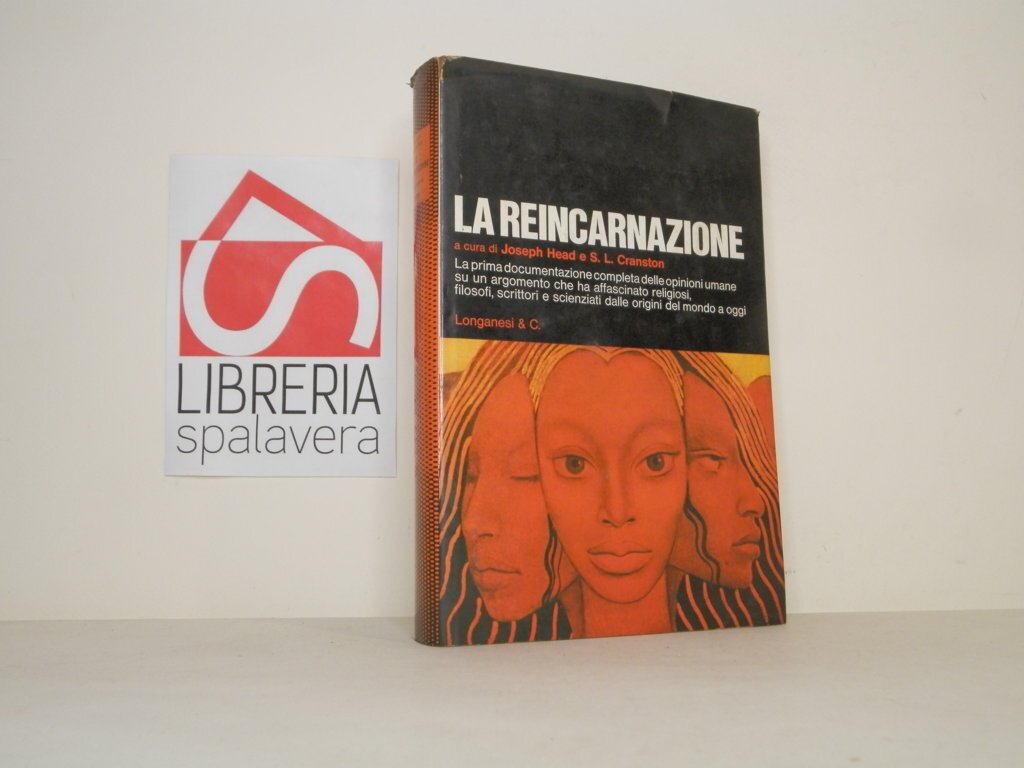 LIBRERIA
spalavera
LA REINCARNAZIONE
a cura di Joseph Head e S. L. Cranston
La prima documentazione completa delle opinioni umane
su un argomento che ha affascinato religiosi,
filosofi, scrittori e scienziati dalle origini del mondo a oggi
Longanesi & C.